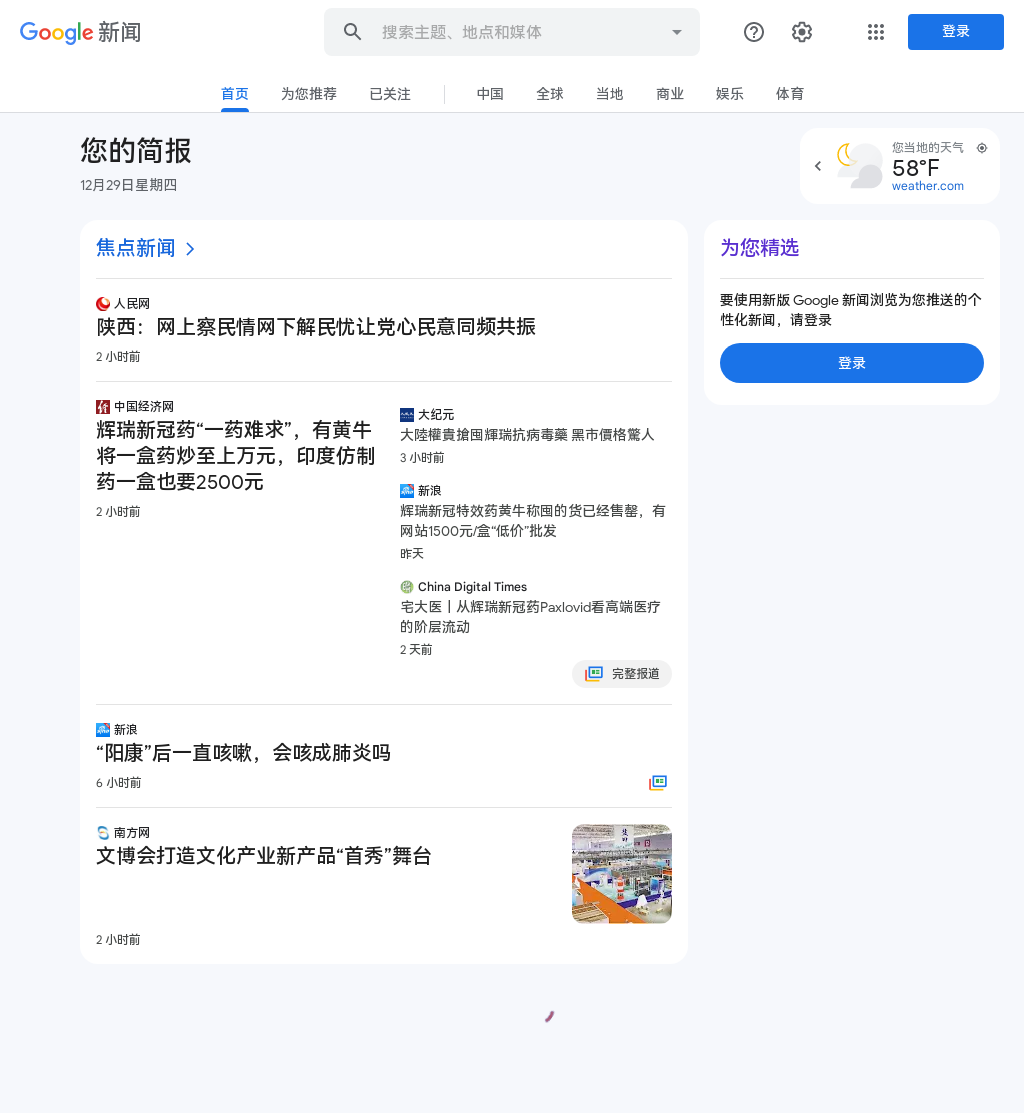 Google 新闻
搜索主题、地点和媒体
登录
首页
为您推荐
已关注
中国
全球
当地
商业
娱乐
体育
您的简报
12月29日星期四
您当地的天气
58°F
weather.com
焦点新闻
人民网
陕西：网上察民情网下解民忧让党心民意同频共振
2 小时前
中国经济网
辉瑞新冠药“一药难求”，有黄牛
将一盒药炒至上万元，印度仿制
药一盒也要2500元
2 小时前
大纪元
大陸權貴搶囤輝瑞抗病毒藥 黑市價格驚人
3 小时前
新浪
辉瑞新冠特效药黄牛称囤的货已经售罄，有
网站1500元/盒“低价”批发
昨天
China Digital Times
宅大医丨从辉瑞新冠药Paxlovid看高端医疗
的阶层流动
2 天前
完整报道
新浪
“阳康”后一直咳嗽，会咳成肺炎吗
6 小时前
南方网
文博会打造文化产业新产品“首秀”舞台
2 小时前
为您精选
要使用新版 Google 新闻浏览为您推送的个
性化新闻，请登录
登录